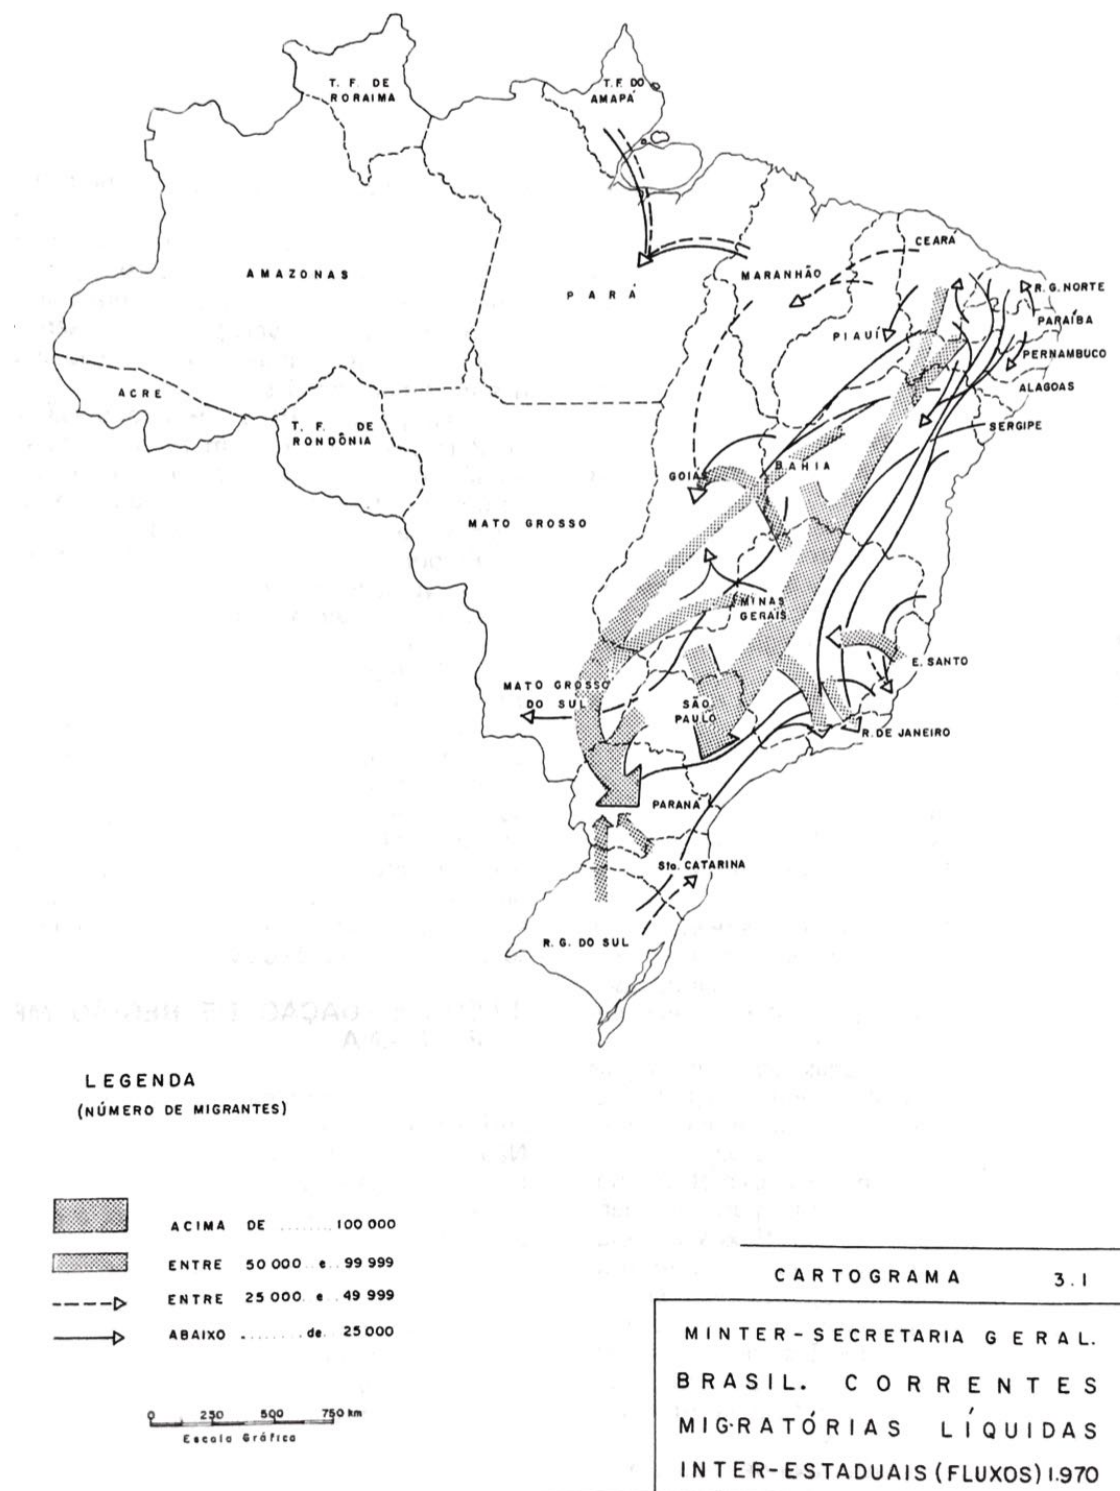 T. F. DE
RORAIMA
T. F. DO
AMAPÁ
CEARÁ
AMAZONAS
MARANHÃO
PARÁ
R. G. NORTE
PARAÍBA
PIAUÍ
PERNAMBUCO
ALAGOAS
ACRE
SERGIPE
T. F. DE
RONDÔNIA
BAHIA
GOIÁS
MATO GROSSO
MINAS
GERAIS
E. SANTO
MATO GROSSO
DO SUL
SÃO
PAULO
R. DE JANEIRO
PARANÁ
Sta. CATARINA
R. G. DO SUL
LEGENDA
(NÚMERO DE MIGRANTES)
ACIMA DE ........ 100 000
ENTRE 50 000 .. e .. 99 999
ENTRE 25 000. e .. 49 999
ABAIXO ........ de .. 25 000
0 250 500 750 km
Escala Gráfica
CARTOGRAMA 3.1
MINTER-SECRETARIA GERAL.
BRASIL. CORRENTES
MIGRATÓRIAS LÍQUIDAS
INTER-ESTADUAIS (FLUXOS) 1.970